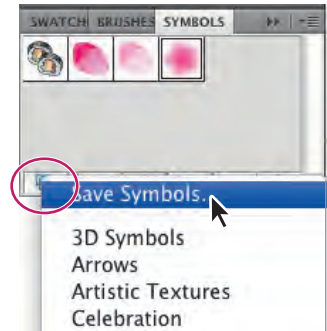 SWATCH BRUSHES SYMBOLS
Save Symbols.
3D Symbols
Arrows
Artistic Textures
Celebration